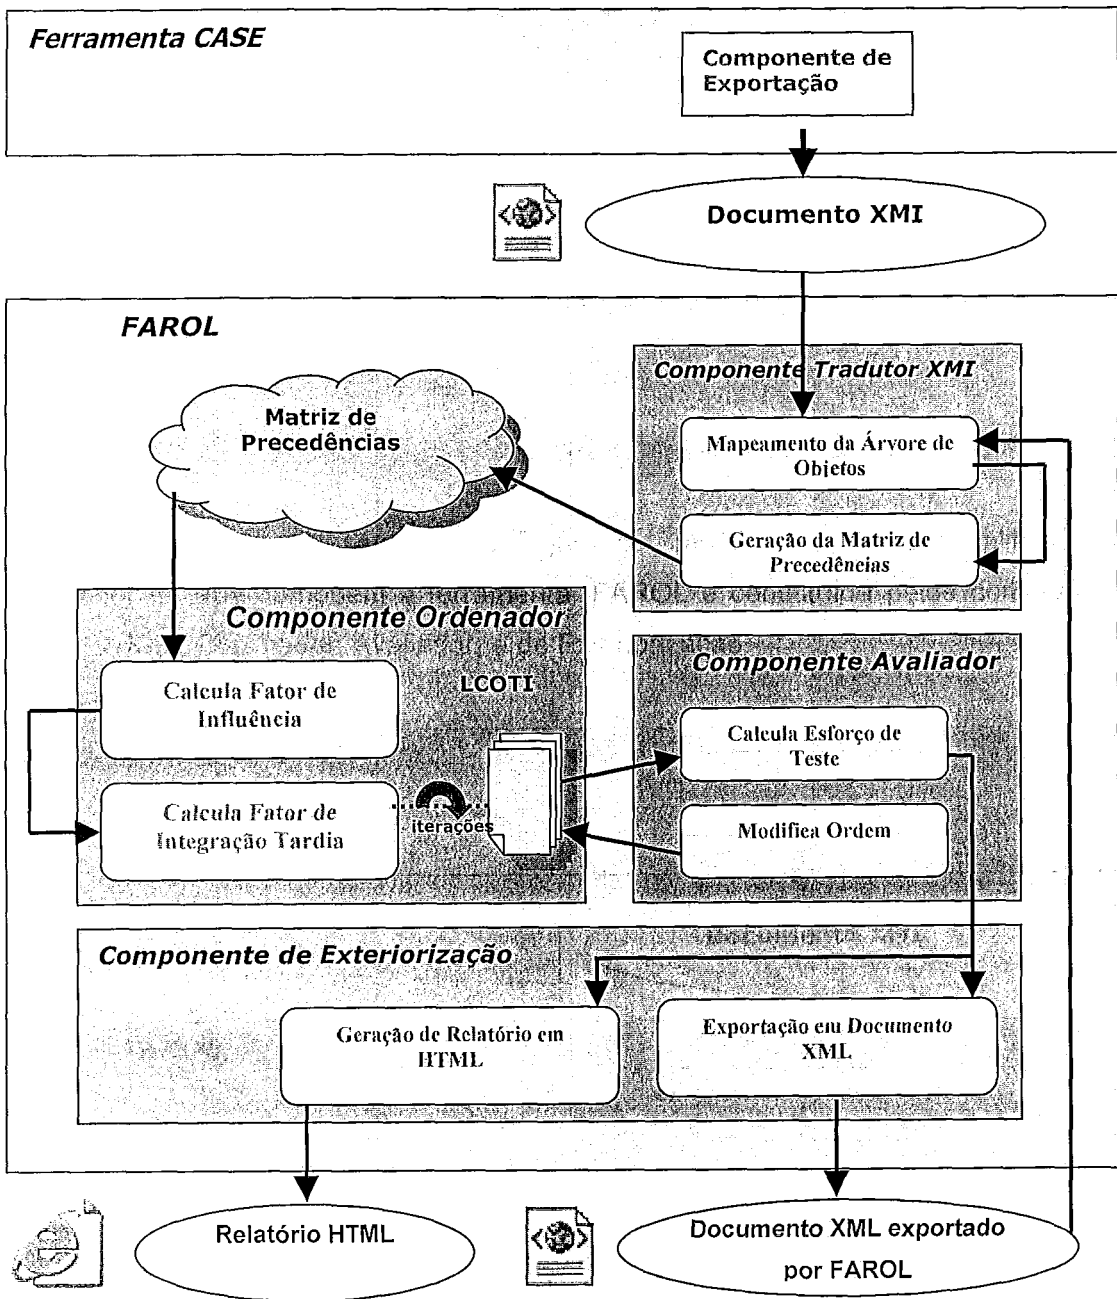 Ferramenta CASE
Componente de
Exportação
Documento XMI
FAROL
Componente Tradutor XMI
Matriz de
Precedências
Mapeamento da Árvore de
Objetos
Geração da Matriz de
Precedências
Componente Ordenador
Componente Avaliador
Calcula Fator de
Influência
LCOTI
Calcula Esforço de
Teste
Calcula Fator de
Integração Tardia
iterações
Modifica Ordem
Componente de Exteriorização
Geração de Relatório em
HTML
Exportação em Documento
XML
Relatório HTML
Documento XML exportado
por FAROL